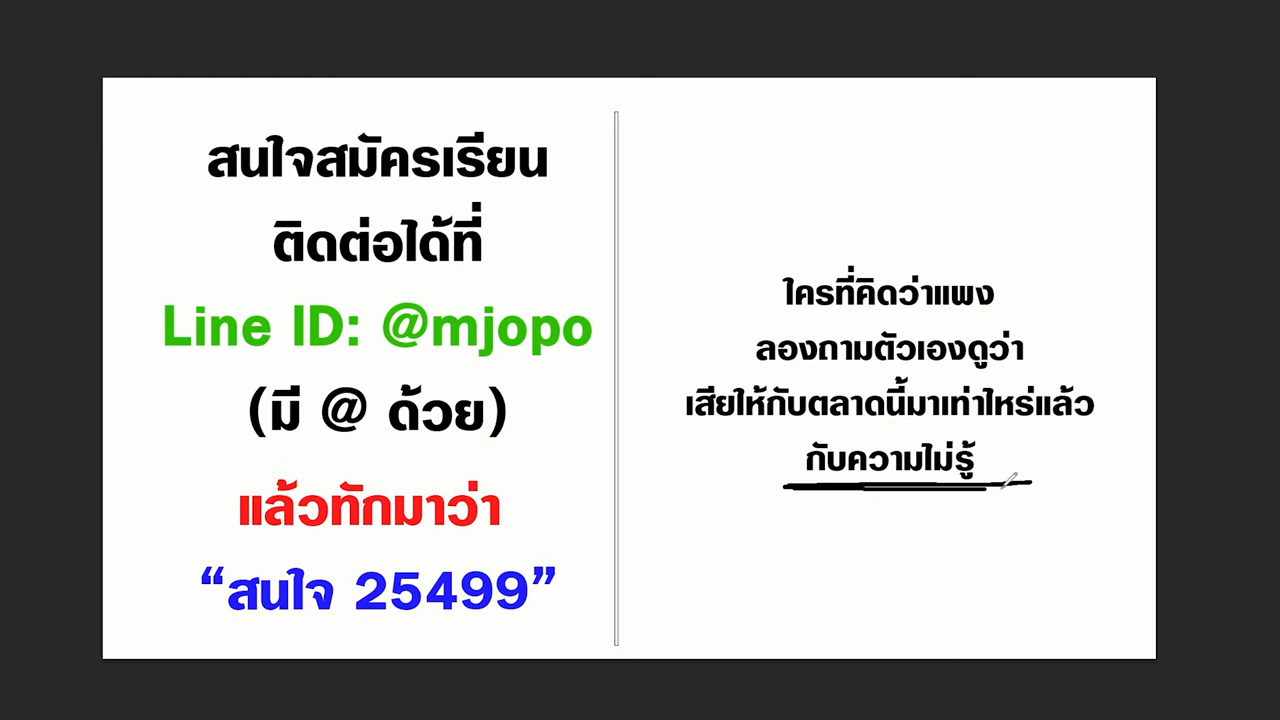 สนใจสมัครเรียน
ติดต่อได้ที่
Line ID: @mjopo
(มี @ ด้วย)
แล้วทักมาว่า
“สนใจ 25499”
ใครที่คิดว่าแพง
ลองถามตัวเองดูว่า
เสียให้กับตลาดนี้มาเท่าไหร่แล้ว
กับความไม่รู้